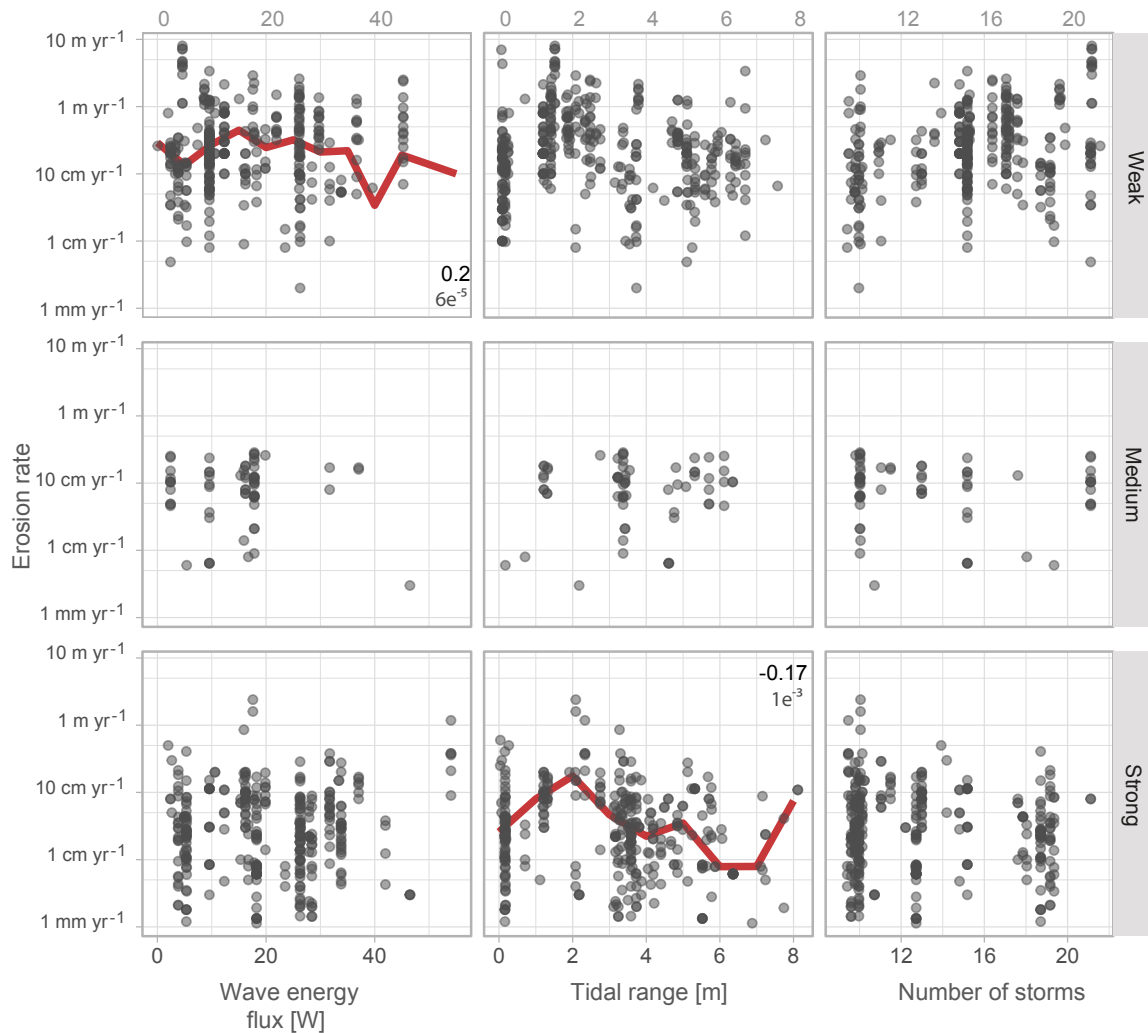 0 20 40 0 2 4 6 8 12 16 20
10 m yr-1
1 m yr-1
10 cm yr-1
1 cm yr-1
1 mm yr-1
0.2
6e-5
Weak
10 m yr-1
1 m yr-1
10 cm yr-1
1 cm yr-1
1 mm yr-1
Erosion rate
Medium
10 m yr-1
1 m yr-1
10 cm yr-1
1 cm yr-1
1 mm yr-1
-0.17
1e-3
Strong
0 20 40 0 2 4 6 8 12 16 20
Wave energy
flux [W]
Tidal range [m]
Number of storms